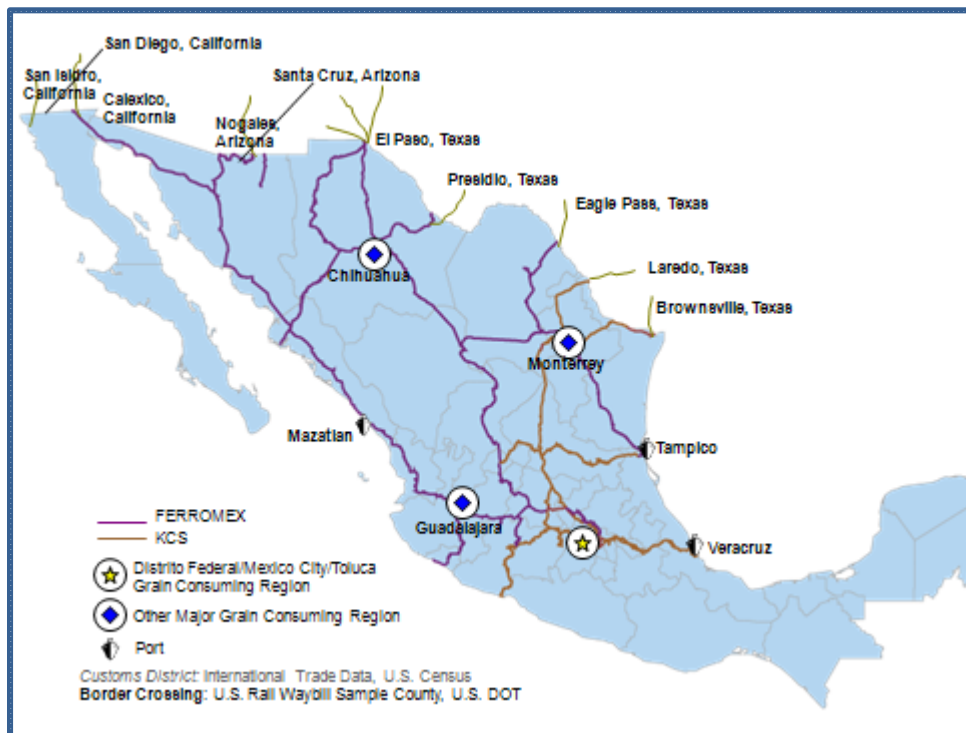 San Diego, California
San Isidro,
California
Calexico,
California
Santa Cruz, Arizona
Nogales,
Arizona
El Paso, Texas
Presidio, Texas
Eagle Pass, Texas
Laredo, Texas
Brownsville, Texas
Chihuahua
Monterrey
Mazatlan
Tampico
Guadalajara
Veracruz
FERROMEX
KCS
Distrito Federal/Mexico City/Toluca
Grain Consuming Region
Other Major Grain Consuming Region
Port
Customs District: International Trade Data, U.S. Census
Border Crossing: U.S. Rail Waybill Sample County, U.S. DOT